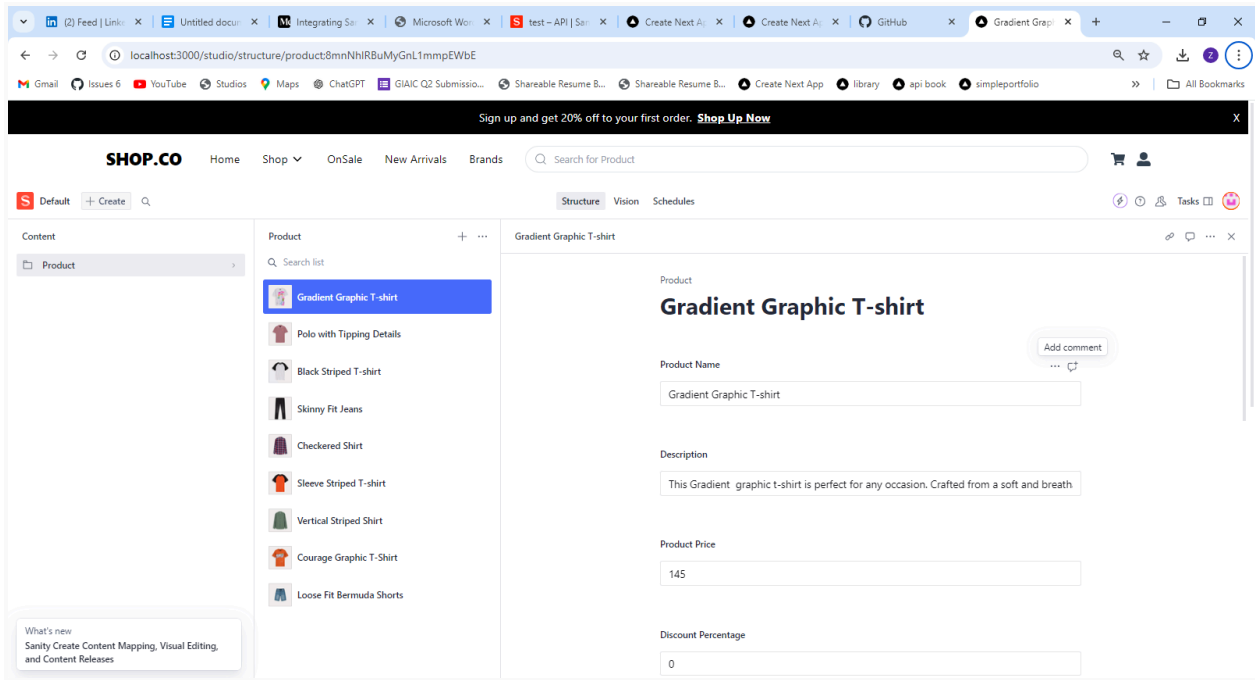 (2) Feed | Linke
Untitled docum
Integrating San
Microsoft Wor
test – API | San
Create Next Ap
Create Next Ap
GitHub
Gradient Grap
localhost:3000/studio/structure/product;8mnNhlRBuMyGnL1mmpEWbE
Z
Gmail
Issues 6
YouTube
Studios
Maps
ChatGPT
GIAIC Q2 Submissio...
Shareable Resume B...
Shareable Resume B...
Create Next App
library
api book
simpleportfolio
All Bookmarks
Sign up and get 20% off to your first order. Shop Up Now
X
SHOP.CO
Home
Shop
OnSale
New Arrivals
Brands
Search for Product
S
Default
Create
Structure
Vision
Schedules
Tasks
Content
Product
Product
Search list
Gradient Graphic T-shirt
Polo with Tipping Details
Black Striped T-shirt
Skinny Fit Jeans
Checkered Shirt
Sleeve Striped T-shirt
Vertical Striped Shirt
Courage Graphic T-Shirt
Loose Fit Bermuda Shorts
Gradient Graphic T-shirt
Product
Gradient Graphic T-shirt
Add comment
Product Name
Gradient Graphic T-shirt
Description
This Gradient  graphic t-shirt is perfect for any occasion. Crafted from a soft and breath
Product Price
145
Discount Percentage
0
What's new
Sanity Create Content Mapping, Visual Editing,
and Content Releases